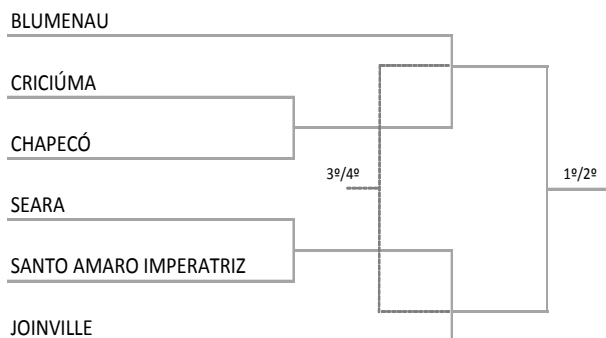 BLUMENAU
CRICIÚMA
CHAPECÓ
3º/4º
1º/2º
SEARA
SANTO AMARO IMPERATRIZ
JOINVILLE